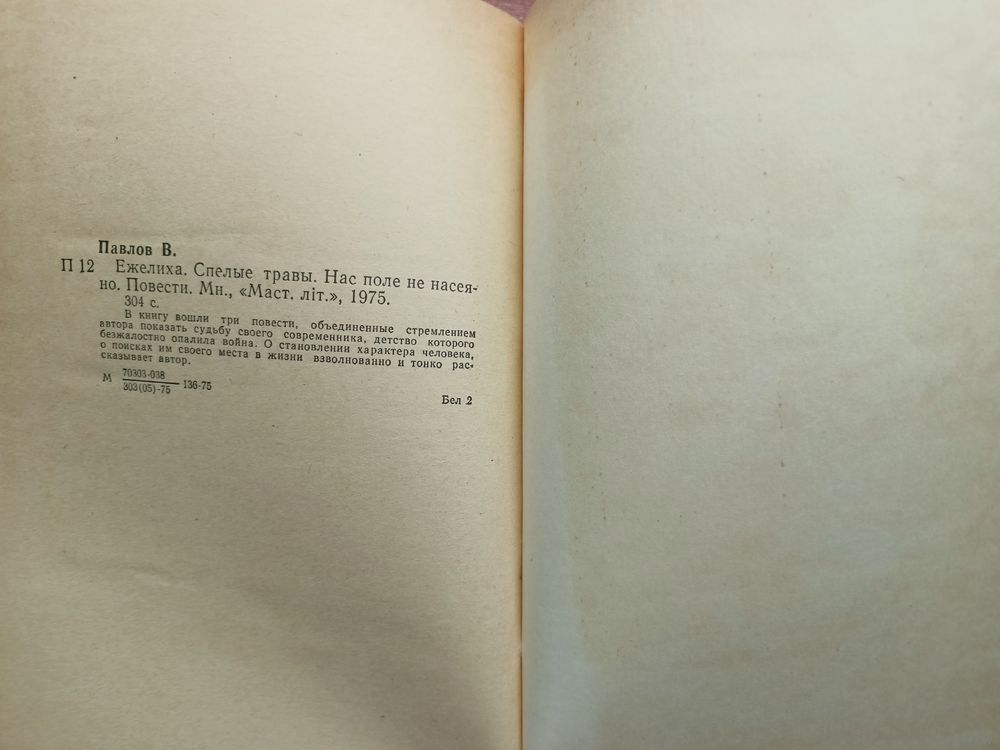 Павлов В.
П 12 Ежелиха. Спелые травы. Нас поле не насея-
но. Повести. Мн., «Маст. літ.», 1975.
304 с.
В книгу вошли три повести, объединенные стремлением
автора показать судьбу своего современника, детство которого
безжалостно опалила война. О становлении характера человека,
о поисках им своего места в жизни взволнованно и тонко рас-
сказывает автор.
М 70303-038
303(05)-75 136-75
Бел 2